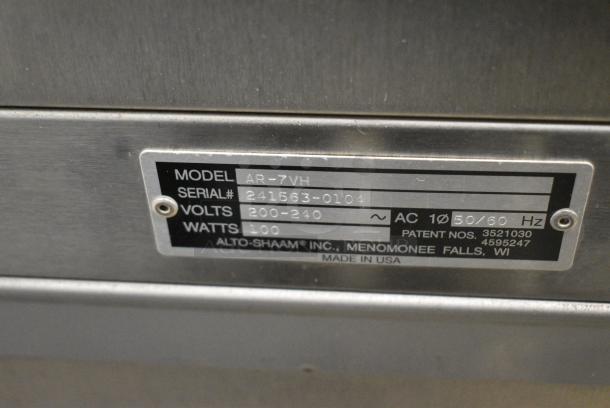 MODEL AR-7VH ~
SERIAL# 241563-0104
VOLTS 200-240 ~ AC 1Ø 50/60 Hz
WATTS 100 PATENT NOS. 3521030
4595247
ALTO-SHAAM® INC., MENOMONEE FALLS, WI
MADE IN USA